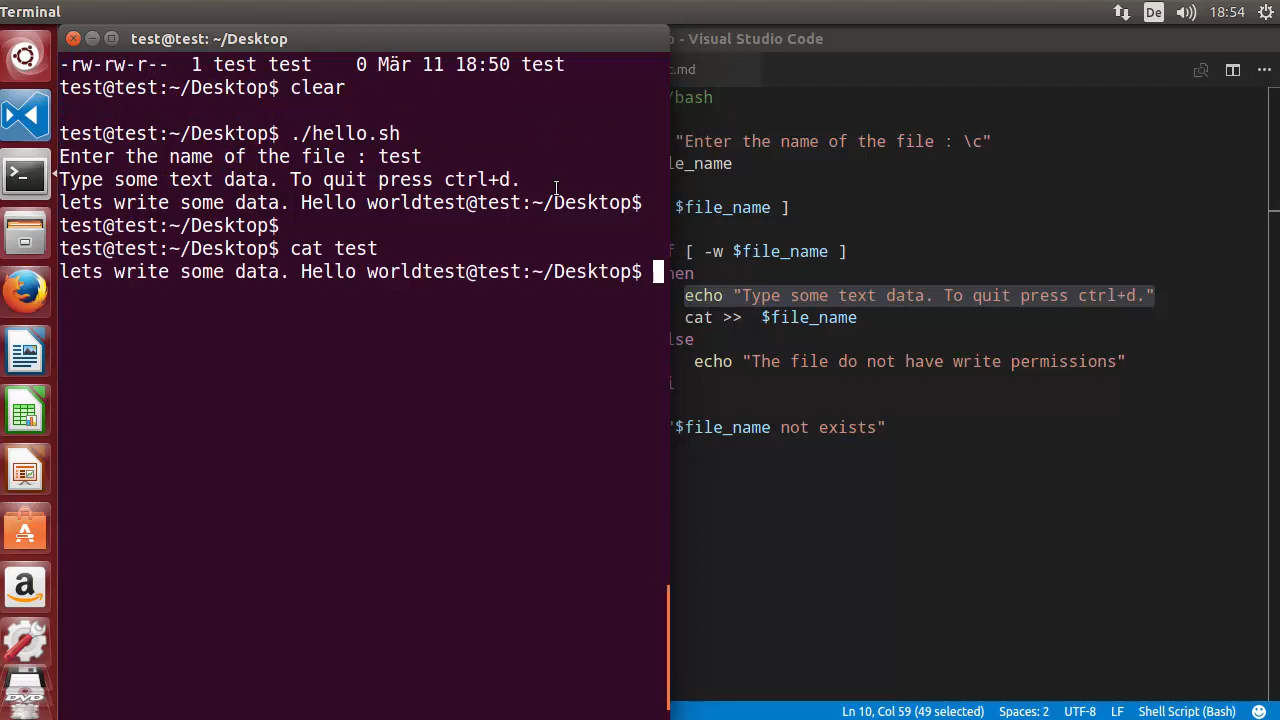 Terminal
De
18:54
test@test: ~/Desktop
-rw-rw-r--  1 test test    0 Mär 11 18:50 test
test@test:~/Desktop$ clear
test@test:~/Desktop$ ./hello.sh
Enter the name of the file : test
Type some text data. To quit press ctrl+d.
lets write some data. Hello worldtest@test:~/Desktop$
test@test:~/Desktop$
test@test:~/Desktop$ cat test
lets write some data. Hello worldtest@test:~/Desktop$
- Visual Studio Code
.md
/bash
"Enter the name of the file : \c"
le_name
$file_name ]
f [ -w $file_name ]
hen
echo "Type some text data. To quit press ctrl+d."
cat >>  $file_name
lse
echo "The file do not have write permissions"
i
"$file_name not exists"
Ln 10, Col 59 (49 selected)
Spaces: 2
UTF-8
LF
Shell Script (Bash)
DVD